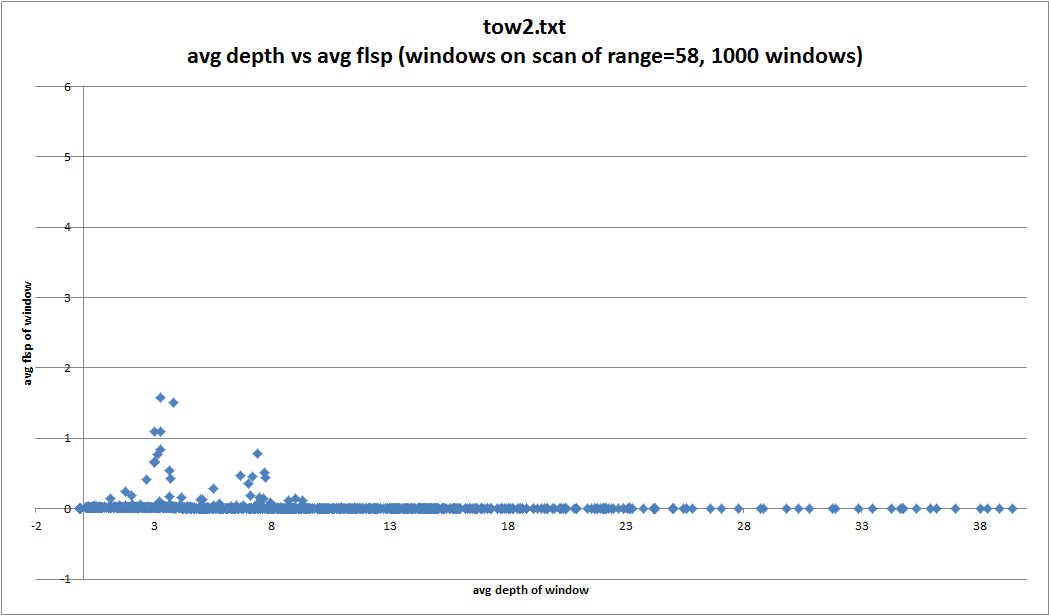 tow2.txt
avg depth vs avg flsp (windows on scan of range=58, 1000 windows)
6
5
4
3
2
1
0
-1
avg flsp of window
-2 3 8 13 18 23 28 33 38
avg depth of window